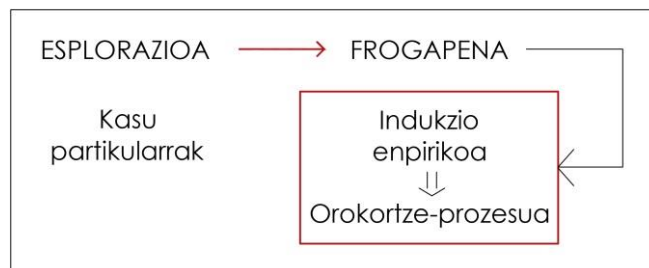 ESPLORAZIOA
FROGAPENA
Kasu
partikularrak
Indukzio
enpirikoa
Orokortze-prozesua